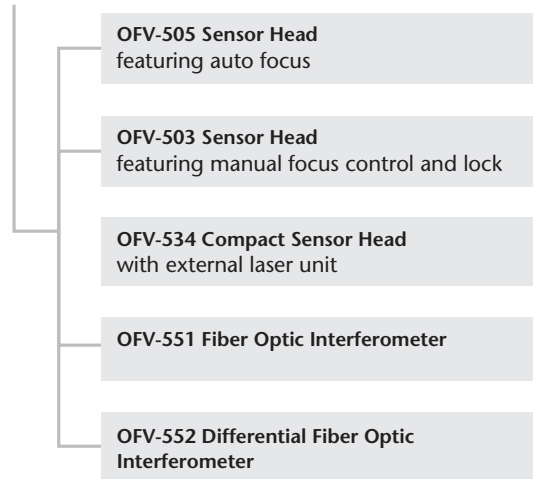 OFV-505 Sensor Head
featuring auto focus
OFV-503 Sensor Head
featuring manual focus control and lock
OFV-534 Compact Sensor Head
with external laser unit
OFV-551 Fiber Optic Interferometer
OFV-552 Differential Fiber Optic
Interferometer